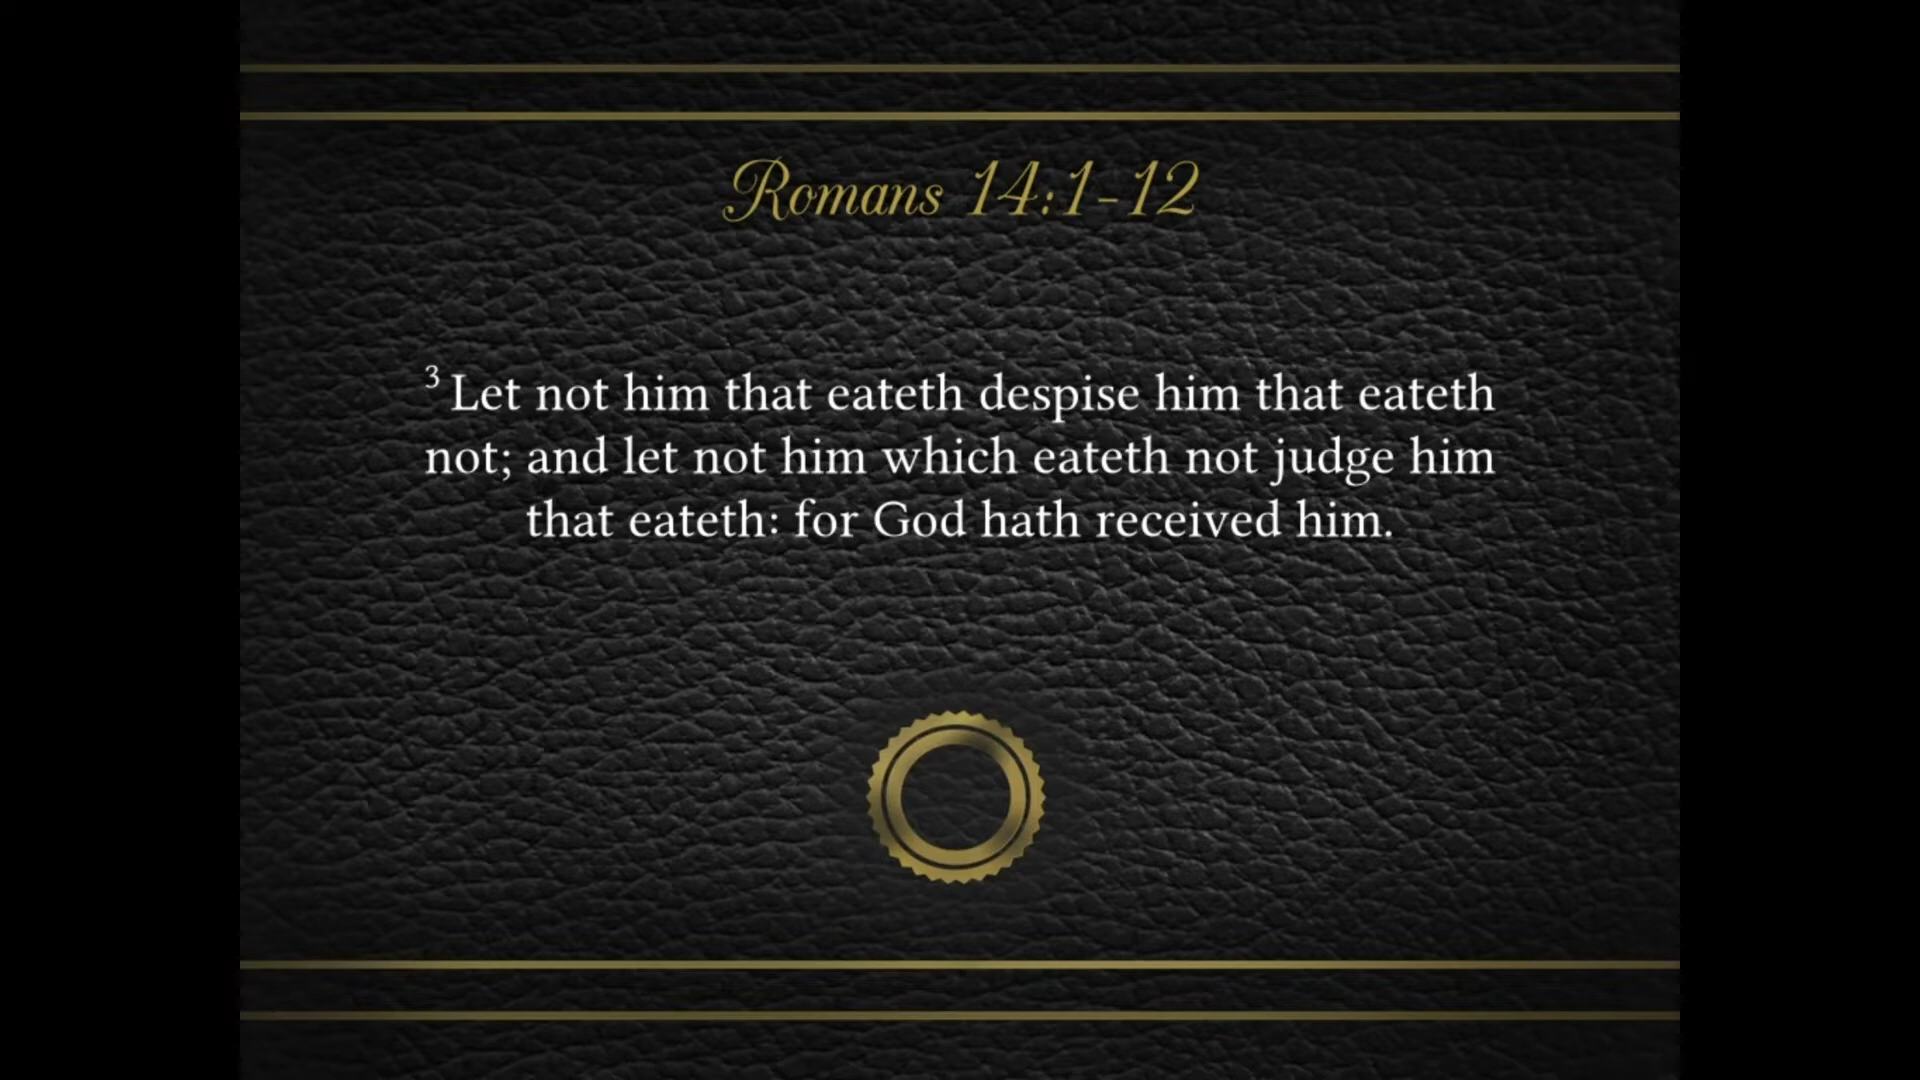 Romans 14:1-12
3 Let not him that eateth despise him that eateth
not; and let not him which eateth not judge him
that eateth: for God hath received him.